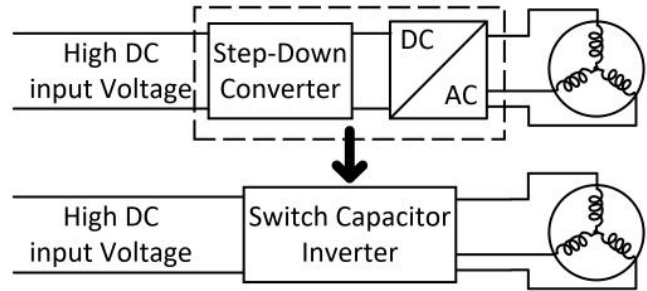 High DC
input Voltage
Step-Down
Converter
DC
AC
High DC
input Voltage
Switch Capacitor
Inverter